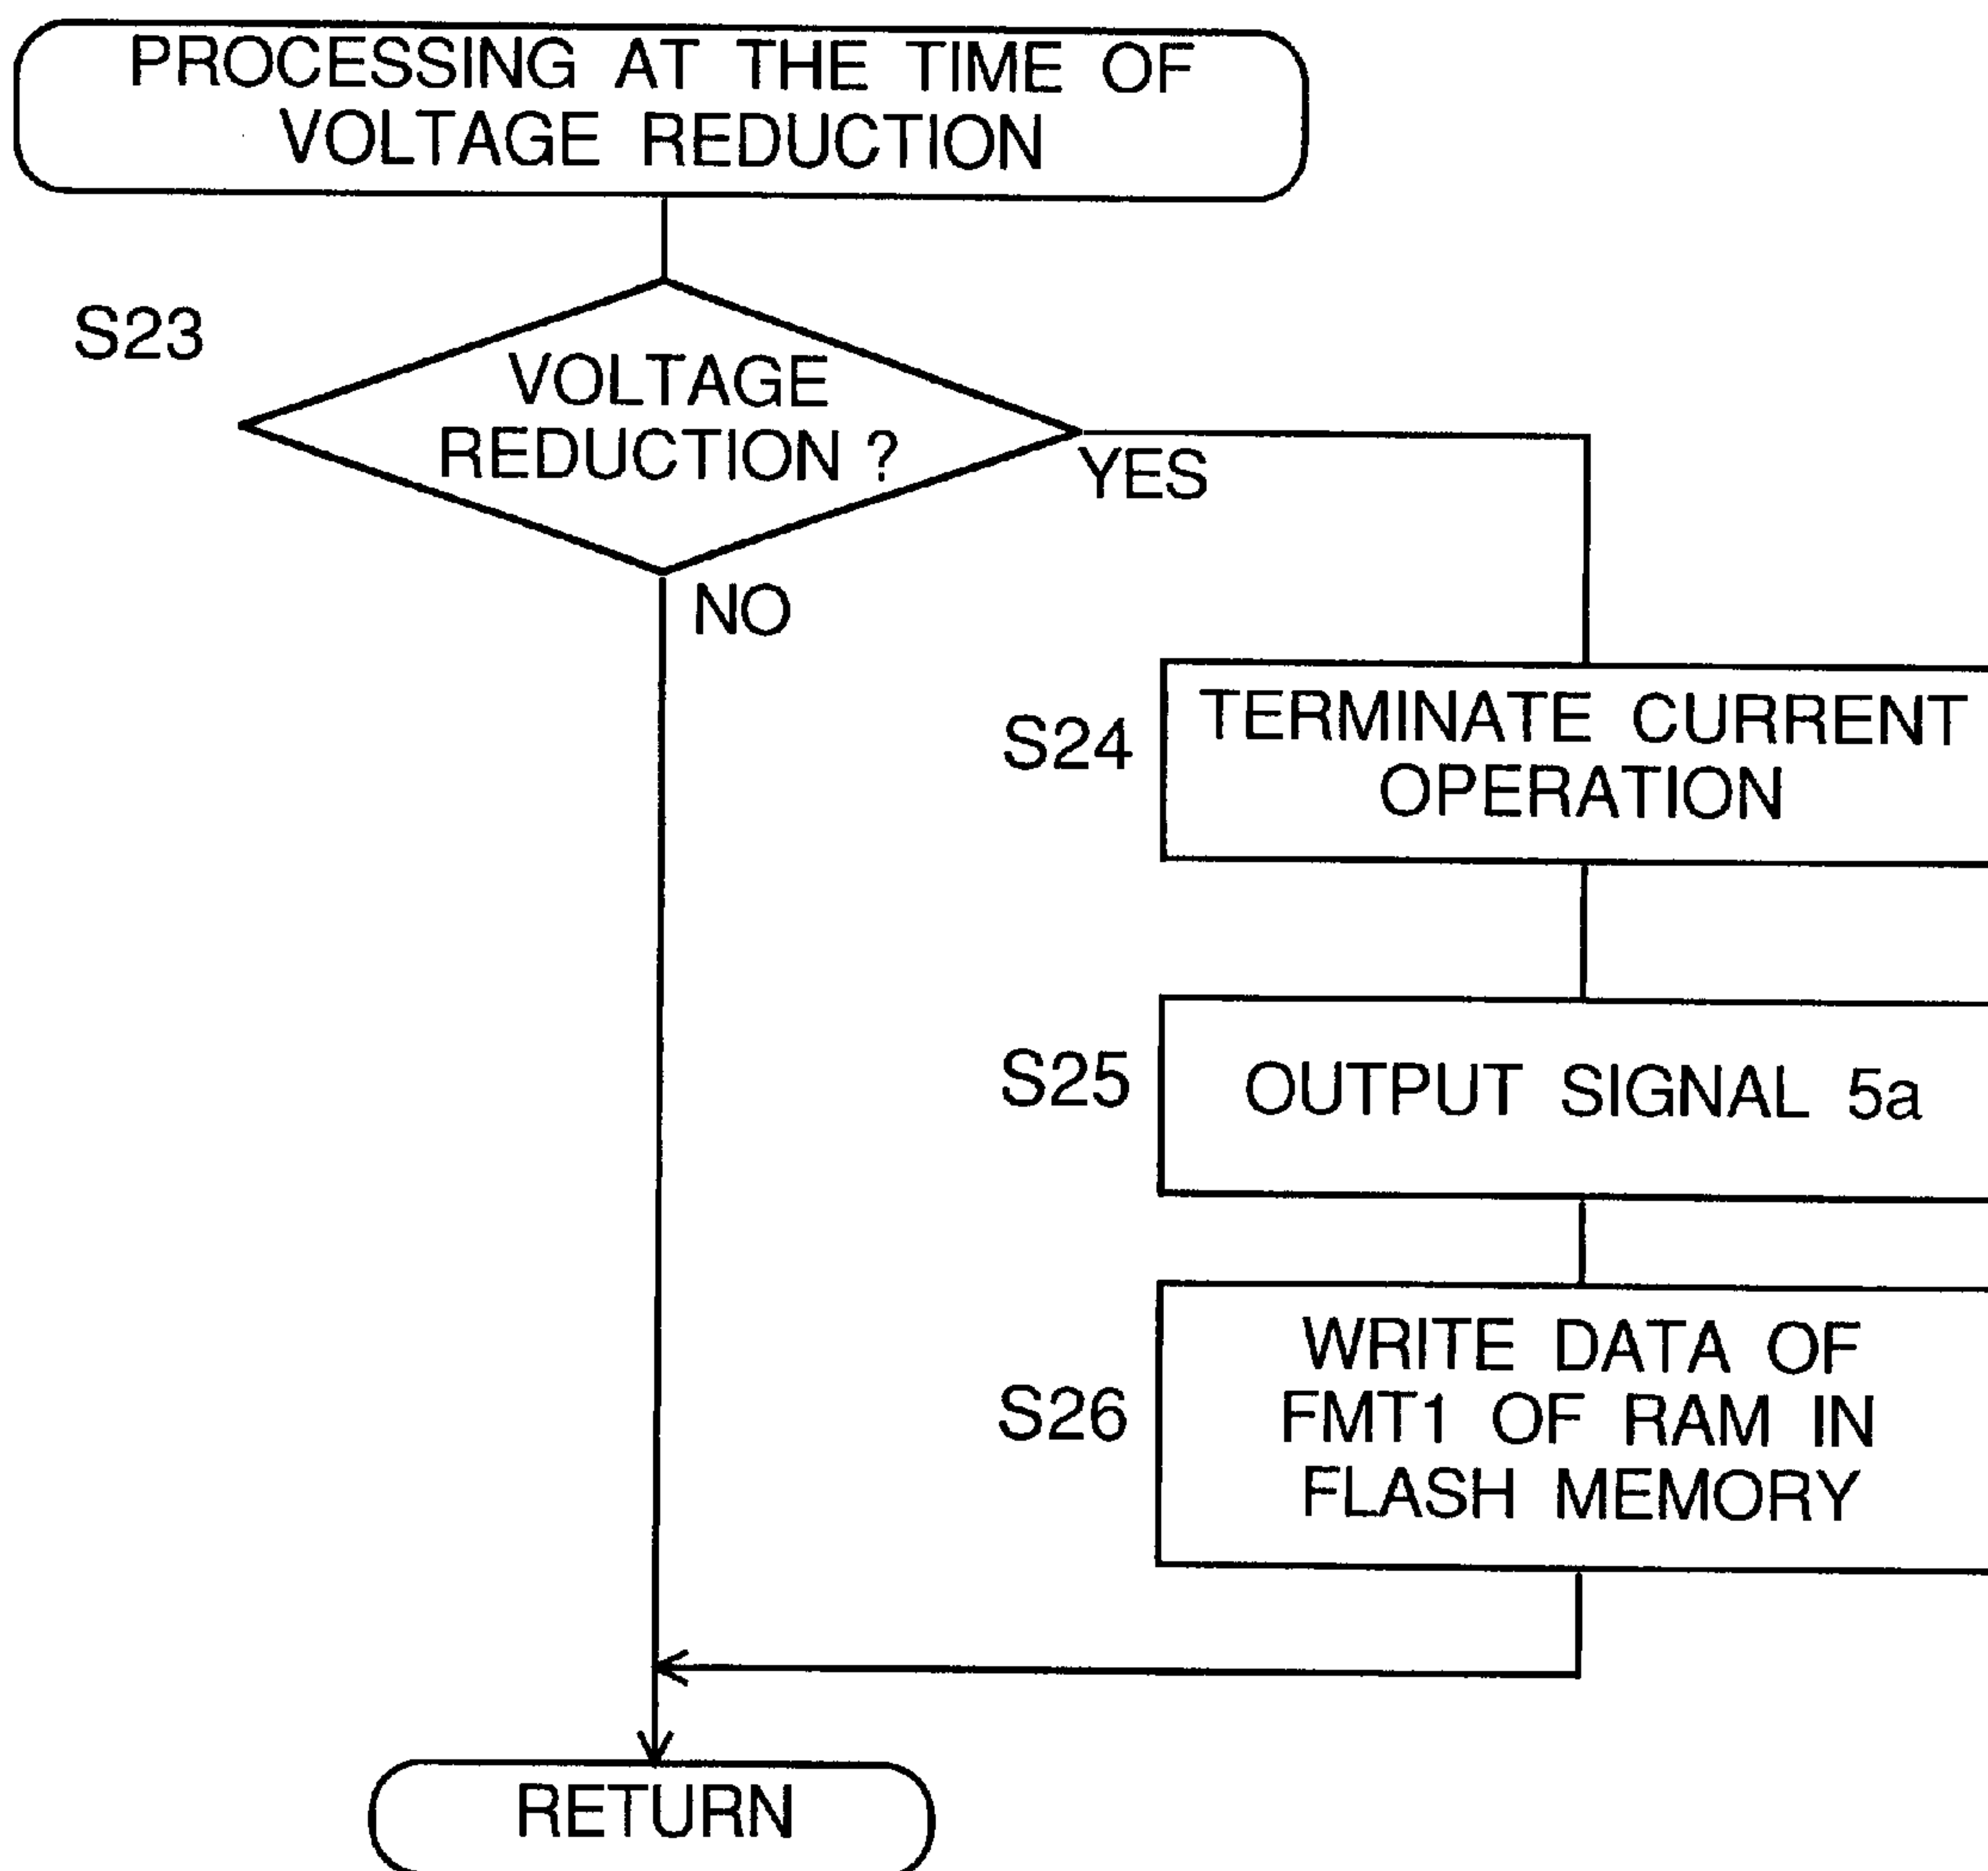 PROCESSING AT THE TIME OF
VOLTAGE REDUCTION
S23
VOLTAGE
REDUCTION ?
YES
NO
S24
TERMINATE CURRENT
OPERATION
S25
OUTPUT SIGNAL 5a
S26
WRITE DATA OF
FMT1 OF RAM IN
FLASH MEMORY
RETURN